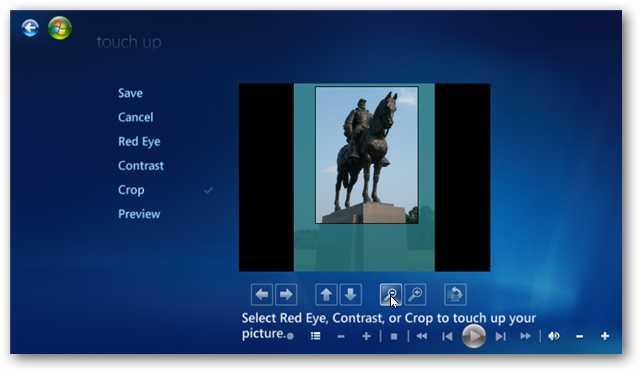 touch up
Save
Cancel
Red Eye
Contrast
Crop
Preview
Select Red Eye, Contrast, or Crop to touch up your
picture.